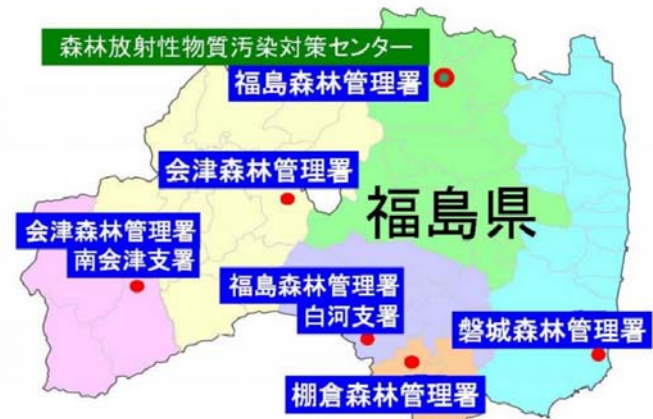 森林放射性物質汚染対策センター
福島森林管理署
会津森林管理署
福島県
会津森林管理署
南会津支署
福島森林管理署
白河支署
磐城森林管理署
棚倉森林管理署